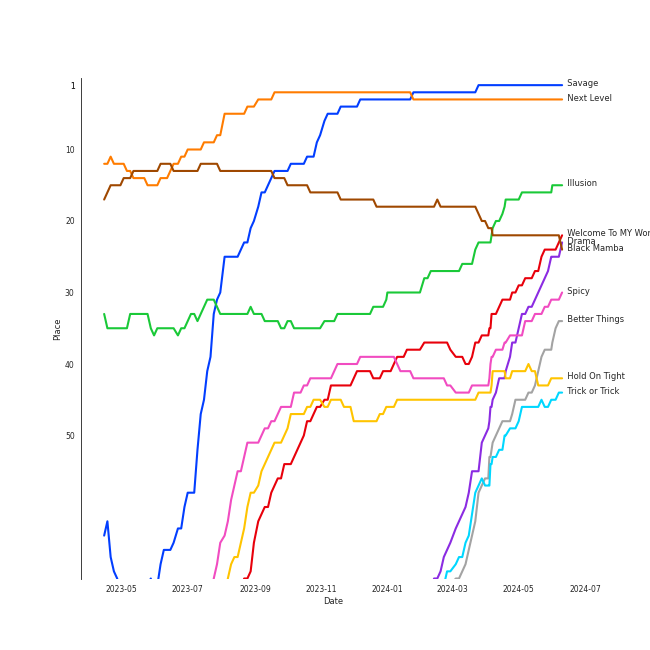 1
10
20
30
40
50
Place
Savage
Next Level
Illusion
Welcome To MY Wor
Drama
Black Mamba
Spicy
Better Things
Hold On Tight
Trick or Trick
2023-05
2023-07
2023-09
2023-11
2024-01
2024-03
2024-05
2024-07
Date